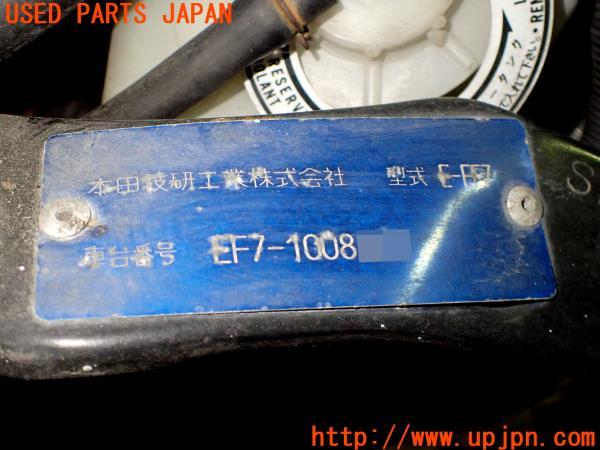 USED PARTS JAPAN
RESERVE
本田技研工業株式会社 型式 E-EF7
車台番号 EF7-1008
S
http://www.upjpn.com/